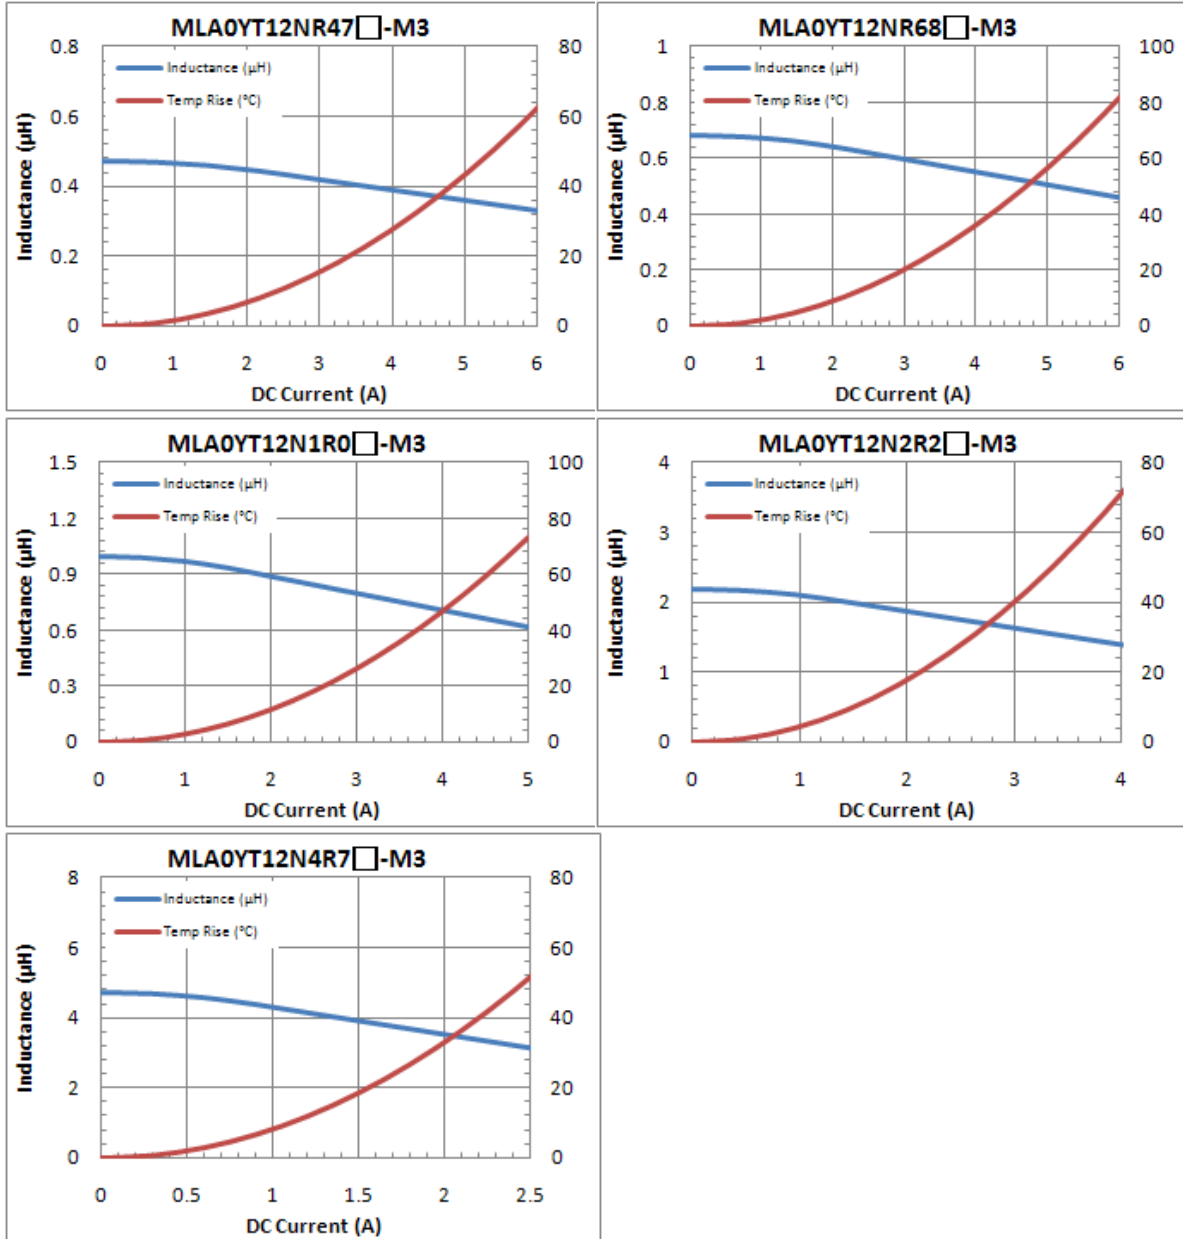 MLA0YT12NR47□-M3
0.8
80
Inductance (µH)
Temp Rise (°C)
0.6
60
0.4
40
0.2
20
0
0
Inductance (µH)
0 1 2 3 4 5 6
DC Current (A)
MLA0YT12NR68□-M3
1
100
Inductance (µH)
Temp Rise (°C)
0.8
80
0.6
60
0.4
40
0.2
20
0
0
Inductance (µH)
0 1 2 3 4 5 6
DC Current (A)
MLA0YT12N1R0□-M3
1.5
100
Inductance (µH)
Temp Rise (°C)
1.2
80
0.9
60
0.6
40
0.3
20
0
0
Inductance (µH)
0 1 2 3 4 5
DC Current (A)
MLA0YT12N2R2□-M3
4
80
Inductance (µH)
Temp Rise (°C)
3
60
2
40
1
20
0
0
Inductance (µH)
0 1 2 3 4
DC Current (A)
MLA0YT12N4R7□-M3
8
80
Inductance (µH)
Temp Rise (°C)
6
60
4
40
2
20
0
0
Inductance (µH)
0 0.5 1 1.5 2 2.5
DC Current (A)